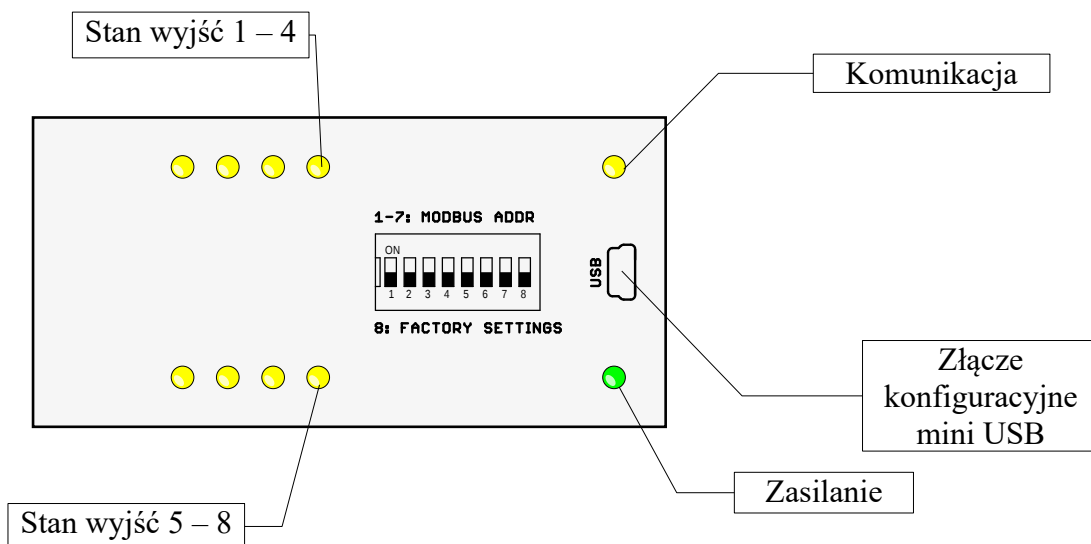 Stan wyjść 1 – 4
Komunikacja
1-7: MODBUS ADDR
ON
1 2 3 4 5 6 7 8
8: FACTORY SETTINGS
USB
Złącze
konfiguracyjne
mini USB
Zasilanie
Stan wyjść 5 – 8